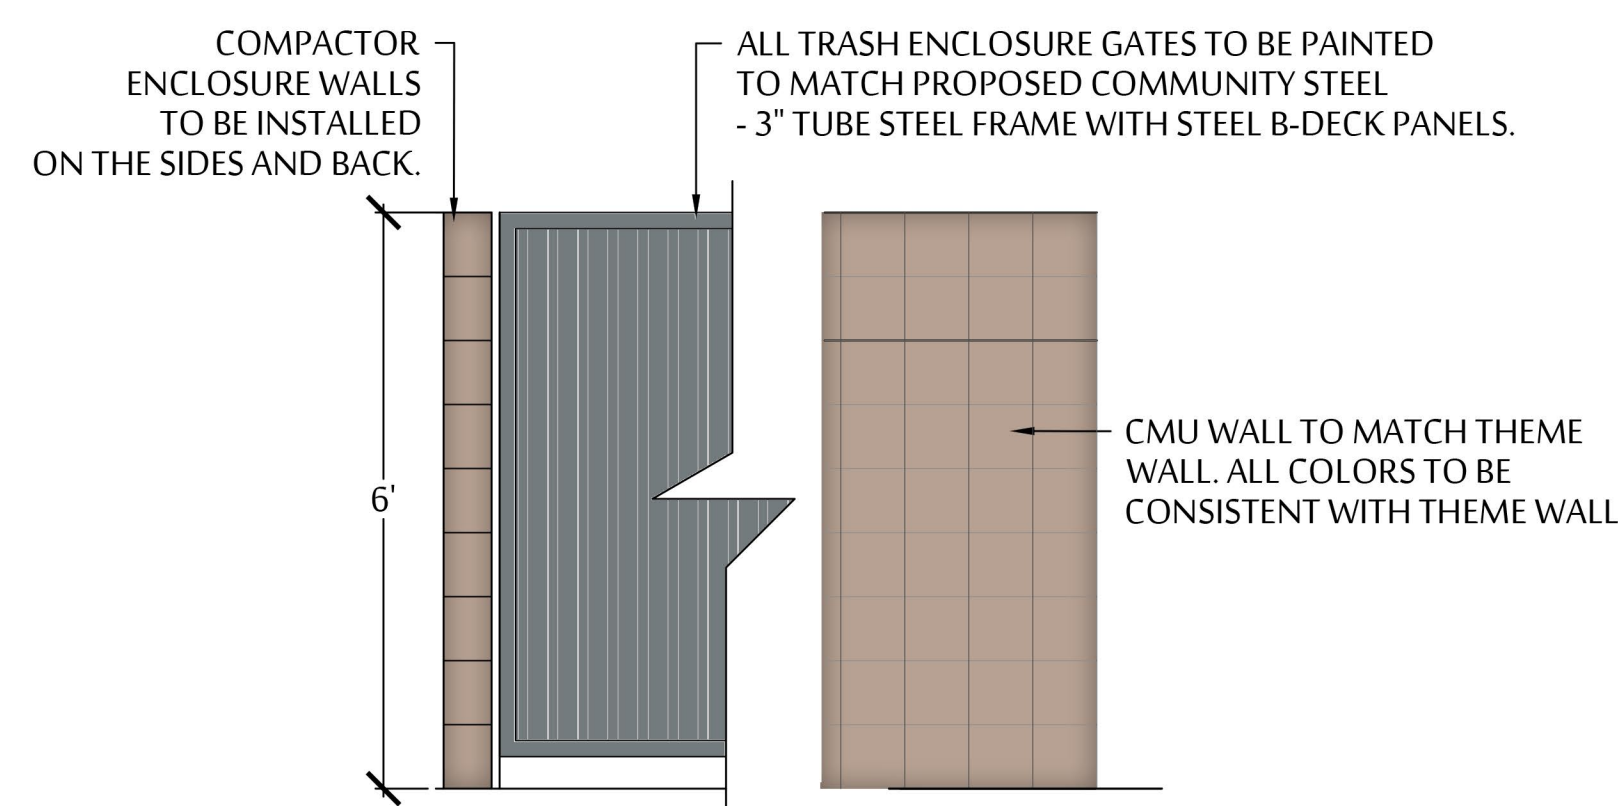 COMPACTOR
ENCLOSURE WALLS
TO BE INSTALLED
ON THE SIDES AND BACK.
ALL TRASH ENCLOSURE GATES TO BE PAINTED
TO MATCH PROPOSED COMMUNITY STEEL
- 3" TUBE STEEL FRAME WITH STEEL B-DECK PANELS.
6'
CMU WALL TO MATCH THEME
WALL. ALL COLORS TO BE
CONSISTENT WITH THEME WALL